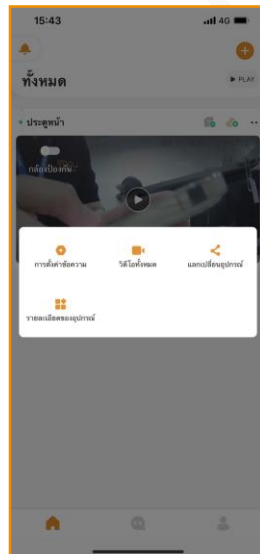 15:43
4G
ทั้งหมด
PLAY
ประตูหน้า
กล้องป้องกัน
การตั้งค่าข้อความ
วิดีโอทั้งหมด
แลกเปลี่ยนอุปกรณ์
รายละเอียดของอุปกรณ์